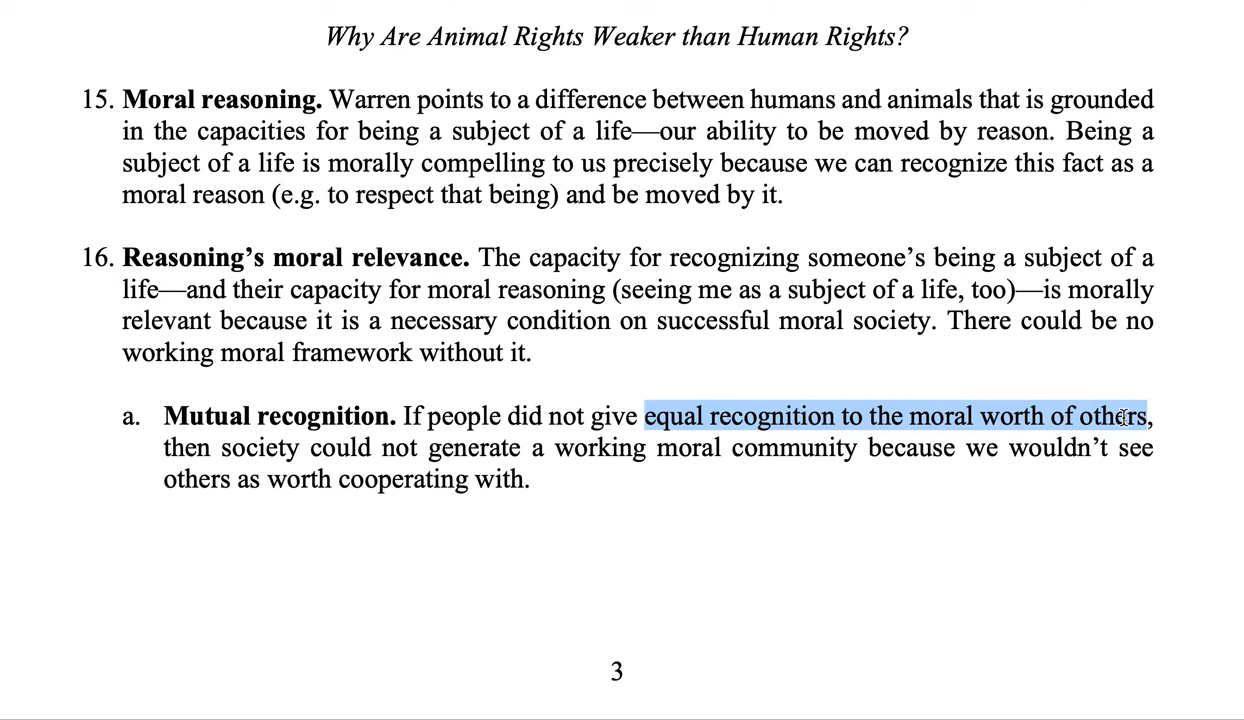 Why Are Animal Rights Weaker than Human Rights?
15. Moral reasoning. Warren points to a difference between humans and animals that is grounded
in the capacities for being a subject of a life—our ability to be moved by reason. Being a
subject of a life is morally compelling to us precisely because we can recognize this fact as a
moral reason (e.g. to respect that being) and be moved by it.
16. Reasoning’s moral relevance. The capacity for recognizing someone’s being a subject of a
life—and their capacity for moral reasoning (seeing me as a subject of a life, too)—is morally
relevant because it is a necessary condition on successful moral society. There could be no
working moral framework without it.
a. Mutual recognition. If people did not give equal recognition to the moral worth of others,
then society could not generate a working moral community because we wouldn’t see
others as worth cooperating with.
3